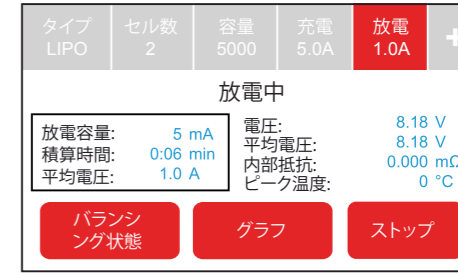 タイプ セル数 容量 充電 放電
LIPO 2 5000 5.0A 1.0A +
放電中
放電容量: 5 mA
積算時間: 0:06 min
平均電圧: 1.0 A
電圧: 8.18 V
平均電圧: 8.18 V
内部抵抗: 0.000 mΩ
ピーク温度: 0 °C
バランシ
ング状態
グラフ
ストップ